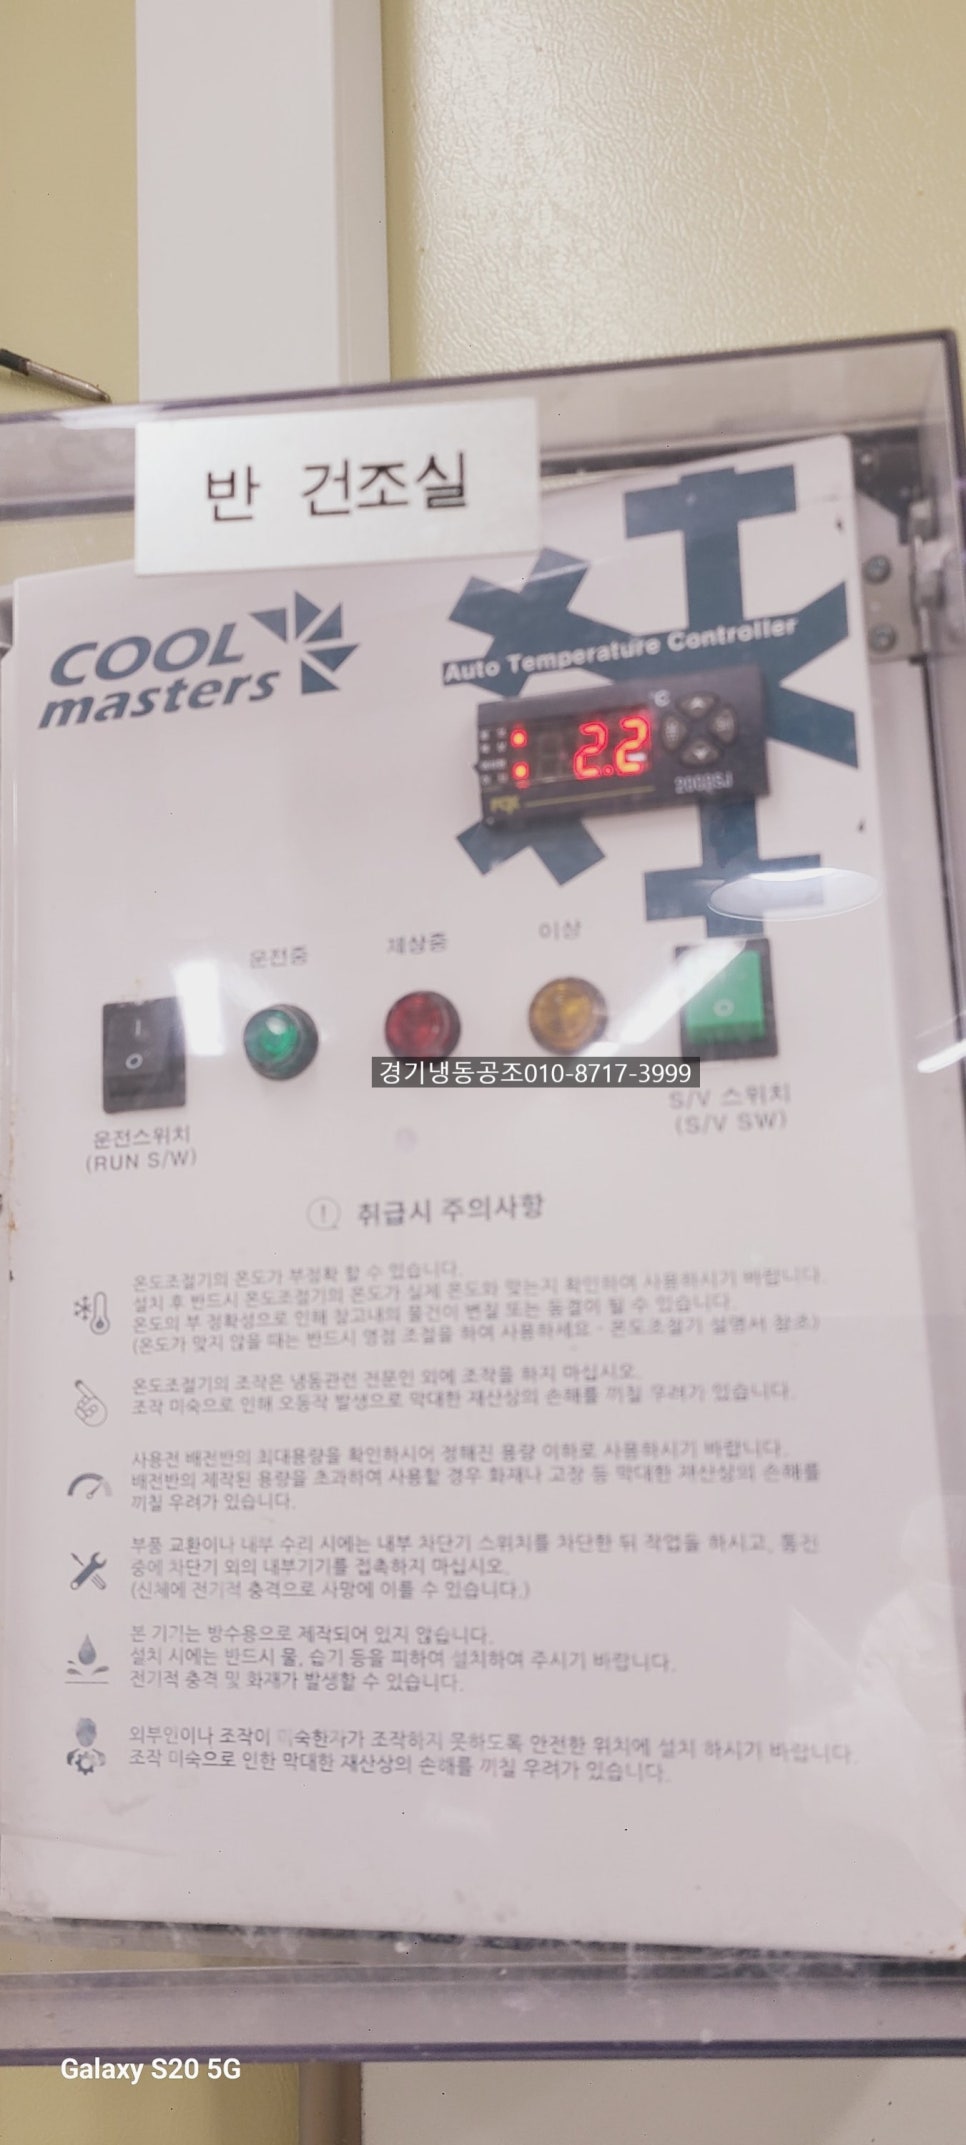 반 건조실
COOL
masters
Auto Temperature Controller
°C
2.2
FOX
운전중
제상중
이상
경기냉동공조010-8717-3999
운전스위치
(RUN S/W)
S/V 스위치
(S/V SW)
취급시 주의사항
온도조절기의 온도가 부정확 할 수 있습니다.
설치 후 반드시 온도조절기의 온도가 실제 온도와 맞는지 확인하여 사용하시기 바랍니다.
온도의 부 정확성으로 인해 창고내의 물건이 변질 또는 동결이 될 수 있습니다.
(온도가 맞지 않을 때는 반드시 영점 조절을 하여 사용하세요 - 온도조절기 설명서 참조)
온도조절기의 조작은 냉동관련 전문인 외에 조작을 하지 마십시오.
조작 미숙으로 인해 오동작 발생으로 막대한 재산상의 손해를 끼칠 우려가 있습니다.
사용전 배전반의 최대용량을 확인하시어 정해진 용량 이하로 사용하시기 바랍니다.
배전반의 제작된 용량을 초과하여 사용할 경우 화재나 고장 등 막대한 재산상의 손해를
끼칠 우려가 있습니다.
부품 교환이나 내부 수리 시에는 내부 차단기 스위치를 차단한 뒤 작업을 하시고, 통전
중에 차단기 외의 내부기기를 접촉하지 마십시오.
(신체에 전기적 충격으로 사망에 이를 수 있습니다.)
본 기기는 방수용으로 제작되어 있지 않습니다.
설치 시에는 반드시 물, 습기 등을 피하여 설치하여 주시기 바랍니다.
전기적 충격 및 화재가 발생할 수 있습니다.
외부인이나 조작이 조작하지 못하도록 안전한 위치에 설치 하시기 바랍니다.
조작 미숙으로 인한 막대한 재산상의 손해를 끼칠 우려가 있습니다.
Galaxy S20 5G